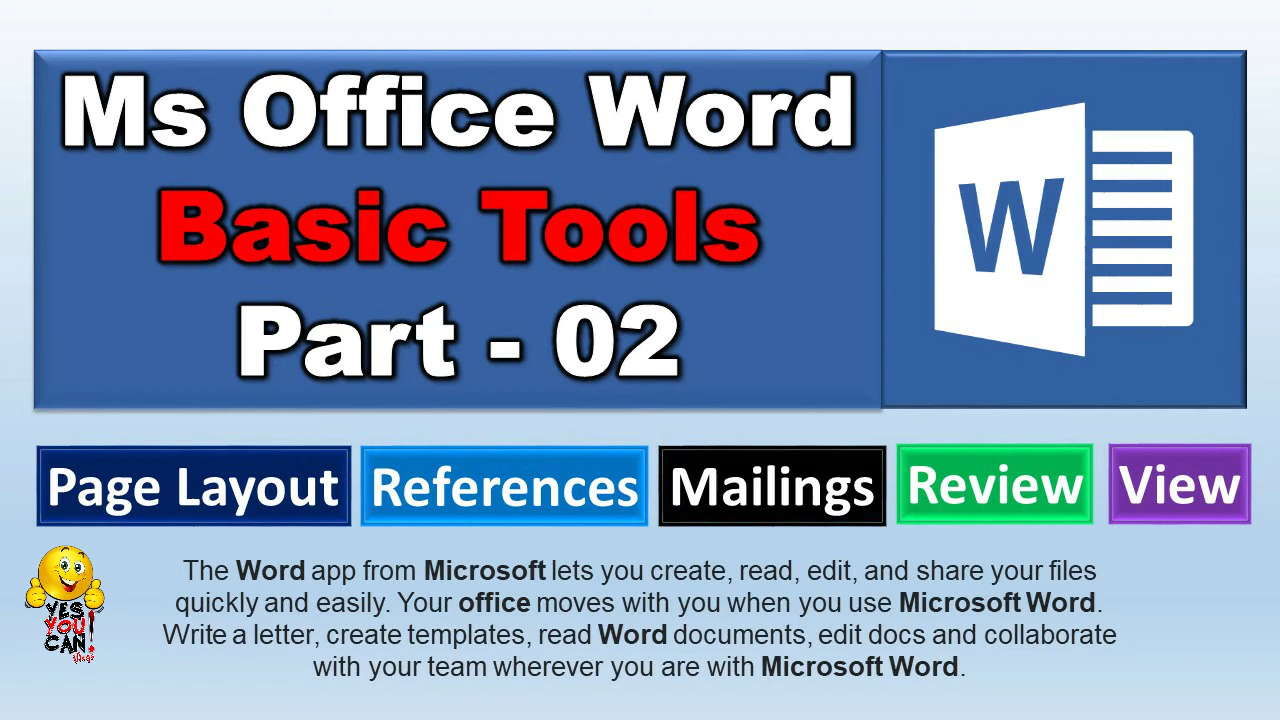 Ms Office Word
Basic Tools
Part - 02
W
Page Layout References Mailings Review View
The Word app from Microsoft lets you create, read, edit, and share your files
quickly and easily. Your office moves with you when you use Microsoft Word.
Write a letter, create templates, read Word documents, edit docs and collaborate
with your team wherever you are with Microsoft Word.
YES
YOU
CAN!
Vlogs